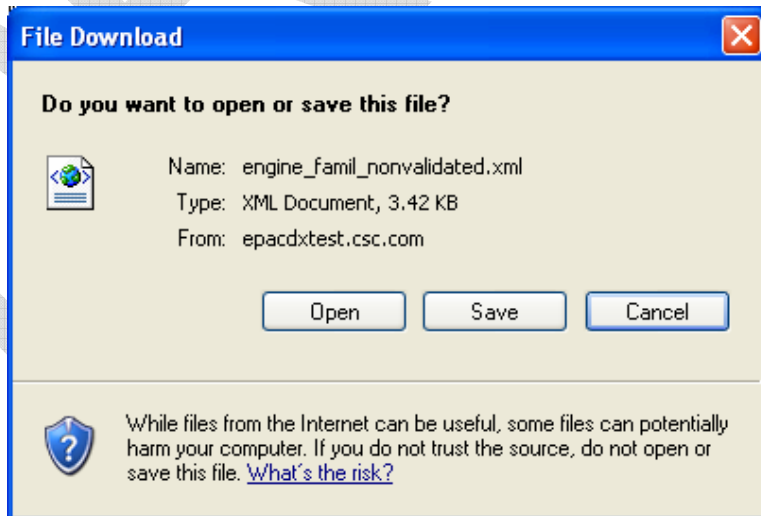 File Download
Do you want to open or save this file?
Name: engine_famil_nonvalidated.xml
Type: XML Document, 3.42 KB
From: epacdxtest.csc.com
Open Save Cancel
While files from the Internet can be useful, some files can potentially
harm your computer. If you do not trust the source, do not open or
save this file. What's the risk?